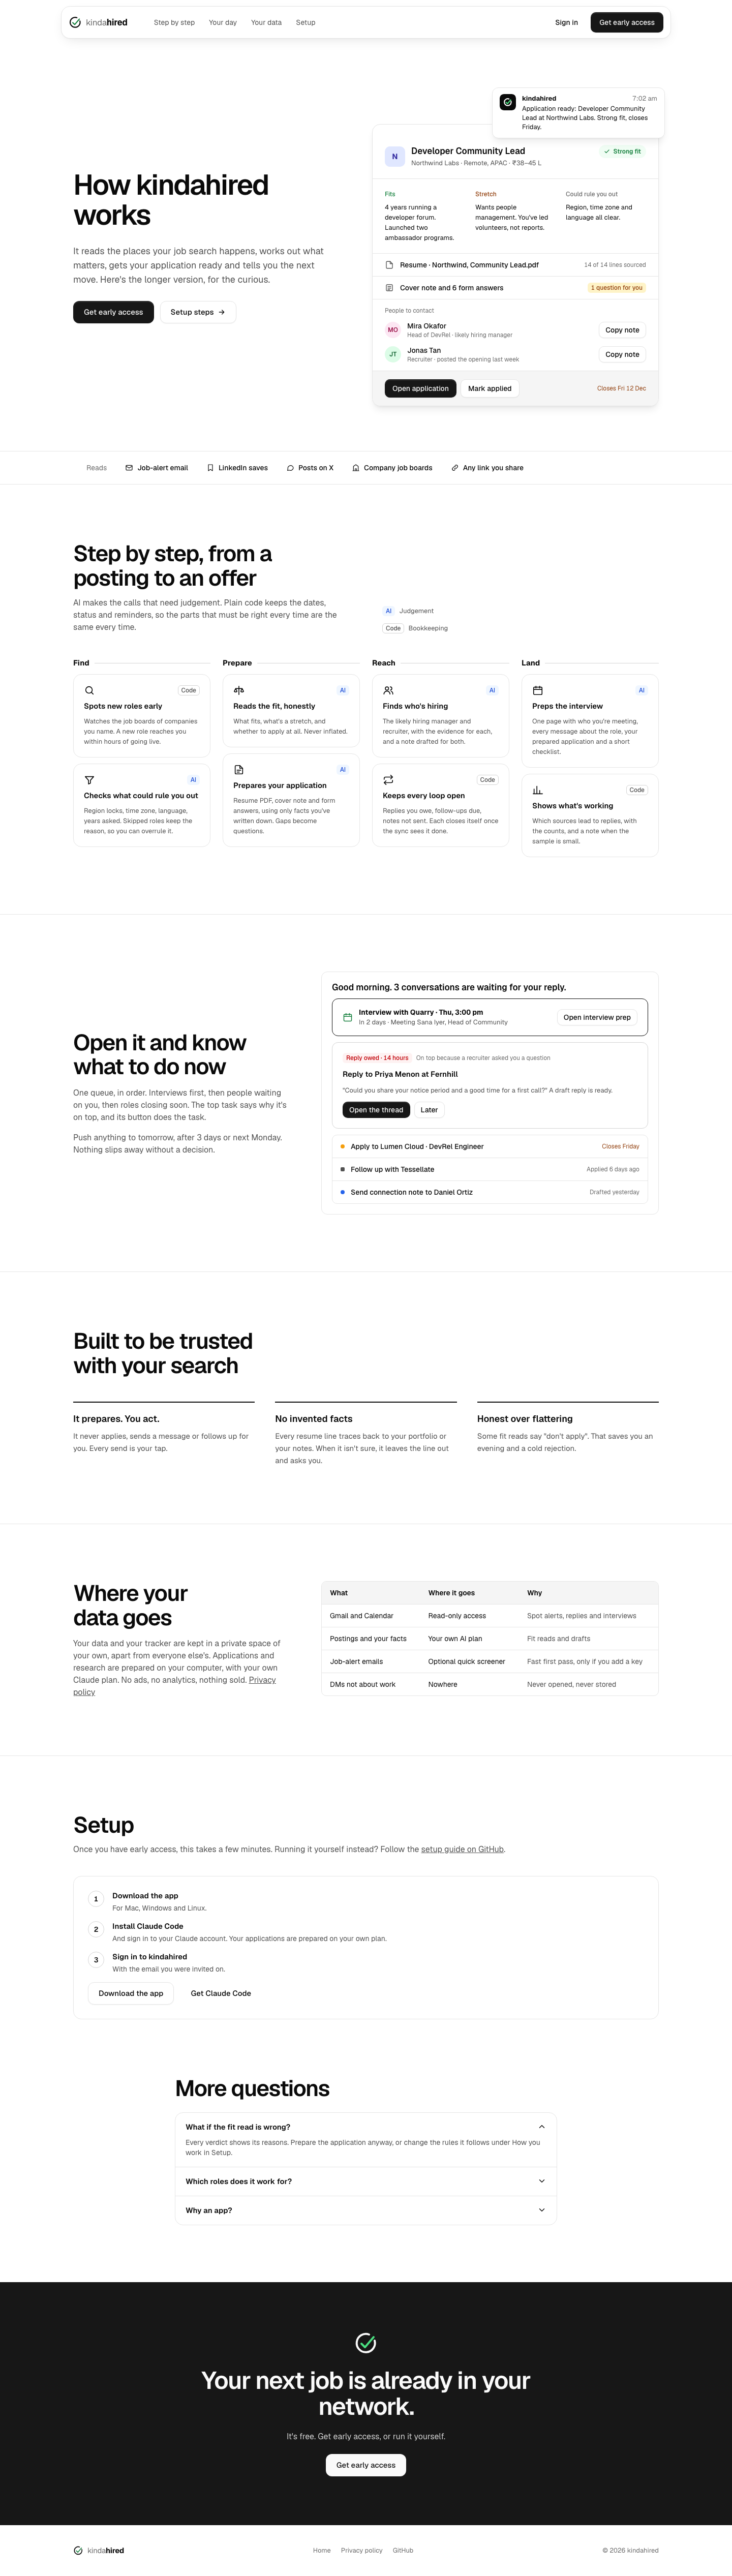 kindahired
Step by step
Your day
Your data
Setup
Sign in
Get early access
How kindahired
works
It reads the places your job search happens, works out what
matters, gets your application ready and tells you the next
move. Here's the longer version, for the curious.
Get early access
Setup steps →
kindahired
7:02 am
Application ready: Developer Community
Lead at Northwind Labs. Strong fit, closes
Friday.
N
Developer Community Lead
Northwind Labs · Remote, APAC · ₹38–45 L
Strong fit
Fits
4 years running a
developer forum.
Launched two
ambassador programs.
Stretch
Wants people
management. You've led
volunteers, not reports.
Could rule you out
Region, time zone and
language all clear.
Resume · Northwind, Community Lead.pdf
14 of 14 lines sourced
Cover note and 6 form answers
1 question for you
People to contact
MO
Mira Okafor
Head of DevRel · likely hiring manager
Copy note
JT
Jonas Tan
Recruiter · posted the opening last week
Copy note
Open application
Mark applied
Closes Fri 12 Dec
Reads
Job-alert email
LinkedIn saves
Posts on X
Company job boards
Any link you share
Step by step, from a
posting to an offer
AI makes the calls that need judgement. Plain code keeps the dates,
status and reminders, so the parts that must be right every time are the
same every time.
AI Judgement
Code Bookkeeping
Find
Code
Spots new roles early
Watches the job boards of companies
you name. A new role reaches you
within hours of going live.
AI
Checks what could rule you out
Region locks, time zone, language,
years asked. Skipped roles keep the
reason, so you can overrule it.
Prepare
AI
Reads the fit, honestly
What fits, what's a stretch, and
whether to apply at all. Never inflated.
AI
Prepares your application
Resume PDF, cover note and form
answers, using only facts you've
written down. Gaps become
questions.
Reach
AI
Finds who's hiring
The likely hiring manager and
recruiter, with the evidence for each,
and a note drafted for both.
Code
Keeps every loop open
Replies you owe, follow-ups due,
notes not sent. Each closes itself once
the sync sees it done.
Land
AI
Preps the interview
One page with who you're meeting,
every message about the role, your
prepared application and a short
checklist.
Code
Shows what's working
Which sources lead to replies, with
the counts, and a note when the
sample is small.
Open it and know
what to do now
One queue, in order. Interviews first, then people waiting
on you, then roles closing soon. The top task says why it's
on top, and its button does the task.
Push anything to tomorrow, after 3 days or next Monday.
Nothing slips away without a decision.
Good morning. 3 conversations are waiting for your reply.
Interview with Quarry · Thu, 3:00 pm
In 2 days · Meeting Sana Iyer, Head of Community
Open interview prep
Reply owed · 14 hours
On top because a recruiter asked you a question
Reply to Priya Menon at Fernhill
"Could you share your notice period and a good time for a first call?" A draft reply is ready.
Open the thread
Later
Apply to Lumen Cloud · DevRel Engineer
Closes Friday
Follow up with Tessellate
Applied 6 days ago
Send connection note to Daniel Ortiz
Drafted yesterday
Built to be trusted
with your search
It prepares. You act.
It never applies, sends a message or follows up for
you. Every send is your tap.
No invented facts
Every resume line traces back to your portfolio or
your notes. When it isn't sure, it leaves the line out
and asks you.
Honest over flattering
Some fit reads say "don't apply". That saves you an
evening and a cold rejection.
Where your
data goes
Your data and your tracker are kept in a private space of
your own, apart from everyone else's. Applications and
research are prepared on your computer, with your own
Claude plan. No ads, no analytics, nothing sold. Privacy
policy
What Where it goes Why
Gmail and Calendar Read-only access Spot alerts, replies and interviews
Postings and your facts Your own AI plan Fit reads and drafts
Job-alert emails Optional quick screener Fast first pass, only if you add a key
DMs not about work Nowhere Never opened, never stored
Setup
Once you have early access, this takes a few minutes. Running it yourself instead? Follow the setup guide on GitHub.
1
Download the app
For Mac, Windows and Linux.
2
Install Claude Code
And sign in to your Claude account. Your applications are prepared on your own plan.
3
Sign in to kindahired
With the email you were invited on.
Download the app
Get Claude Code
More questions
What if the fit read is wrong?
Every verdict shows its reasons. Prepare the application anyway, or change the rules it follows under How you
work in Setup.
Which roles does it work for?
Why an app?
Your next job is already in your
network.
It's free. Get early access, or run it yourself.
Get early access
kindahired
Home
Privacy policy
GitHub
© 2026 kindahired